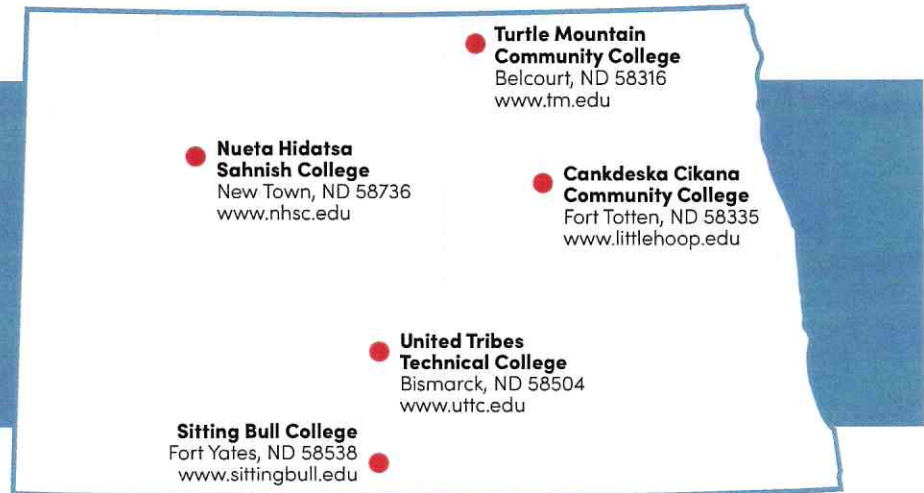 Turtle Mountain
Community College
Belcourt, ND 58316
www.tm.edu
Nueta Hidatsa
Sahnish College
New Town, ND 58736
www.nhsc.edu
Cankdeska Cikana
Community College
Fort Totten, ND 58335
www.littlehoop.edu
United Tribes
Technical College
Bismarck, ND 58504
www.uttc.edu
Sitting Bull College
Fort Yates, ND 58538
www.sittingbull.edu